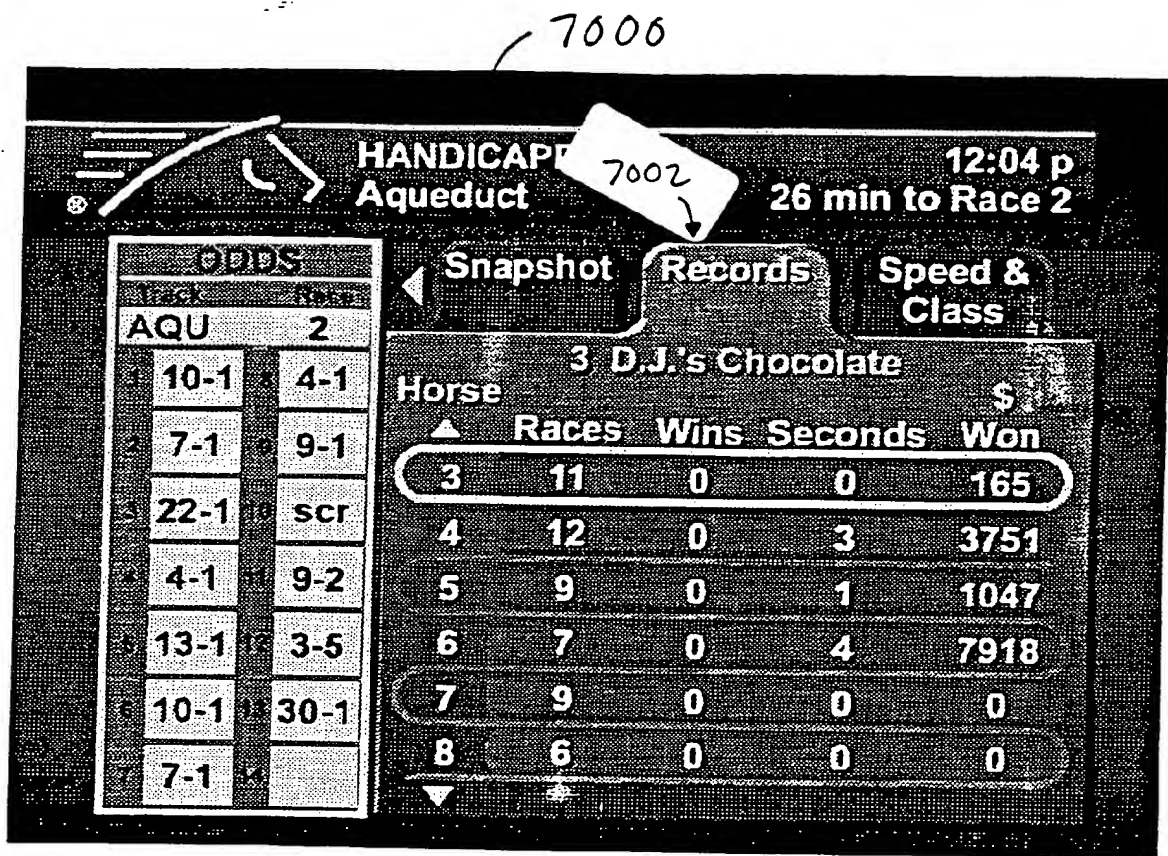 7000
HANDICAPP
7002
12:04 p
Aqueduct
26 min to Race 2
ODDS
Track Race
AQU 2
1 10-1 8 4-1
2 7-1 9 9-1
3 22-1 10 scr
4 4-1 11 9-2
5 13-1 12 3-5
6 10-1 13 30-1
7 7-1 14
Snapshot
Records
Speed &
Class
3 D.J.'s Chocolate
Horse Races Wins Seconds $ Won
3 11 0 0 165
4 12 0 3 3751
5 9 0 1 1047
6 7 0 4 7918
7 9 0 0 0
8 6 0 0 0